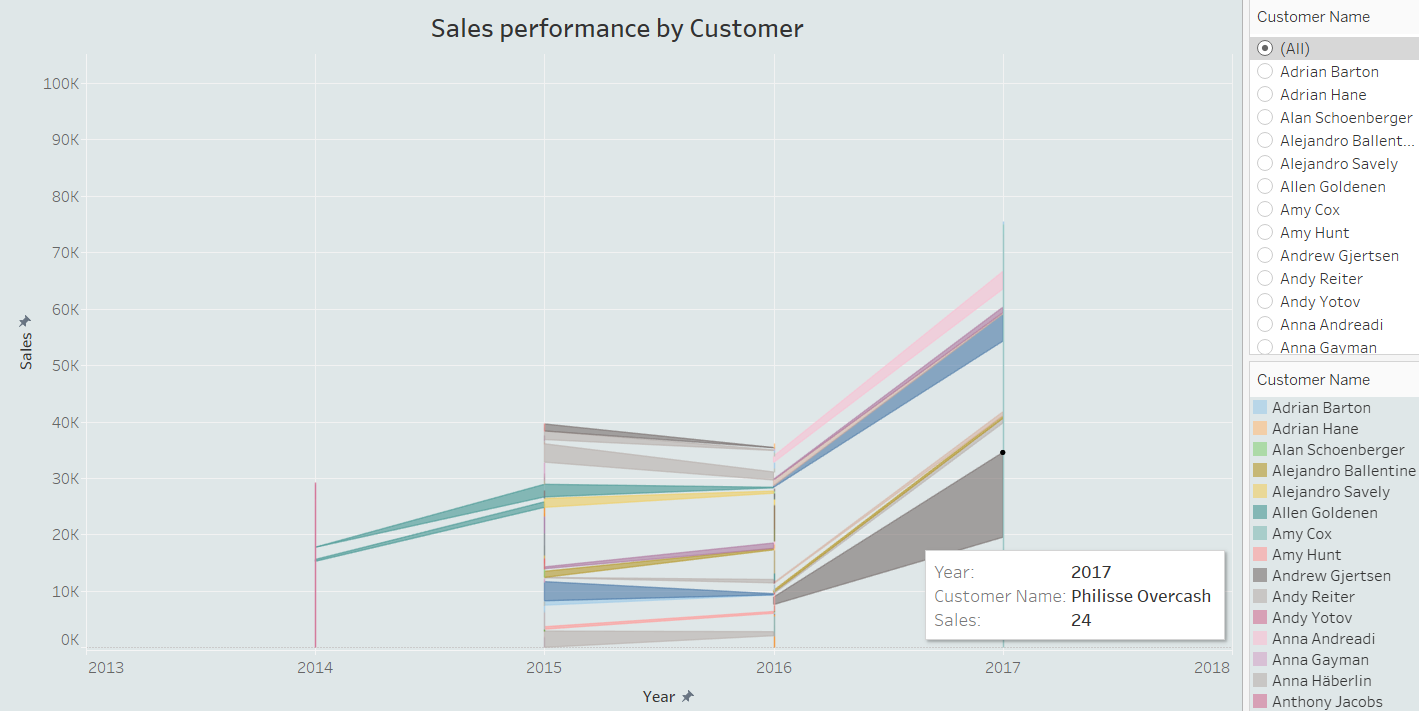 Sales performance by Customer
100K
90K
80K
70K
60K
50K
40K
30K
20K
10K
0K
Sales
2013
2014
2015
2016
2017
2018
Year
Year: 2017
Customer Name: Philisse Overcash
Sales: 24
Customer Name
(All)
Adrian Barton
Adrian Hane
Alan Schoenberger
Alejandro Ballent...
Alejandro Savely
Allen Goldenen
Amy Cox
Amy Hunt
Andrew Gjertsen
Andy Reiter
Andy Yotov
Anna Andreadi
Anna Gayman
Customer Name
Adrian Barton
Adrian Hane
Alan Schoenberger
Alejandro Ballentine
Alejandro Savely
Allen Goldenen
Amy Cox
Amy Hunt
Andrew Gjertsen
Andy Reiter
Andy Yotov
Anna Andreadi
Anna Gayman
Anna Häberlin
Anthony Jacobs